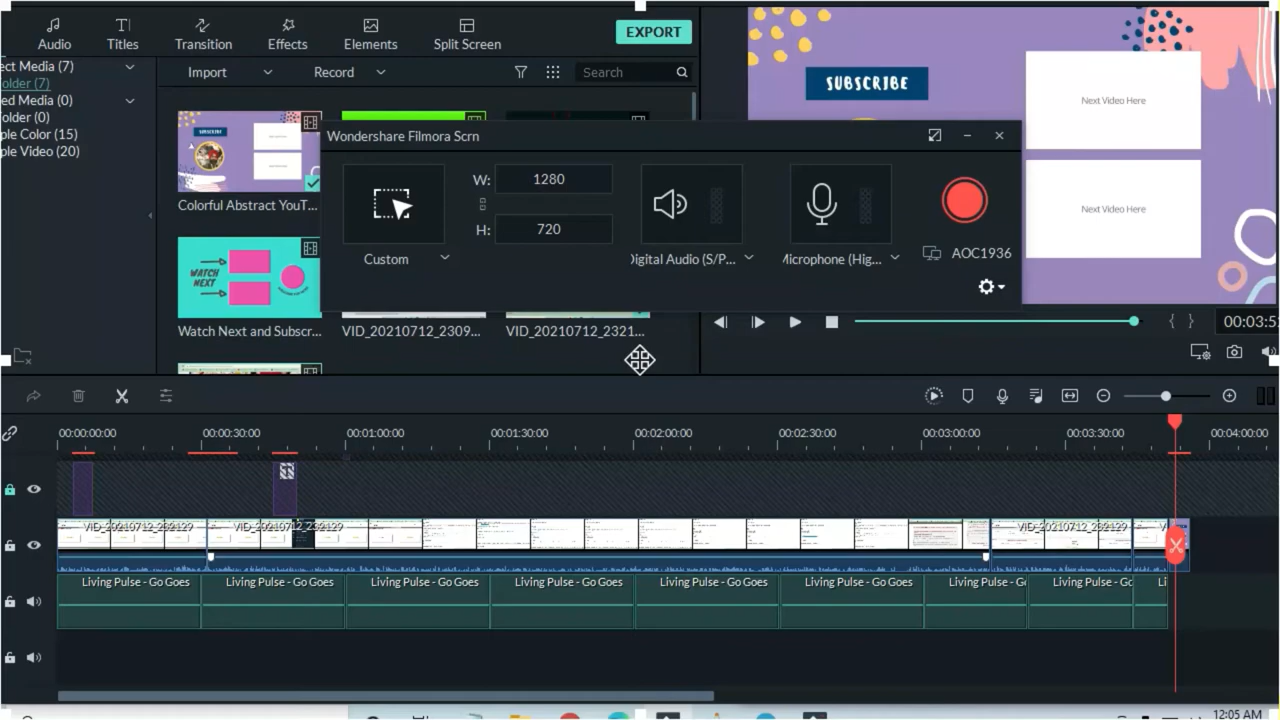 Audio
Titles
Transition
Effects
Elements
Split Screen
EXPORT
ect Media (7)
older (7)
ed Media (0)
older (0)
ple Color (15)
ple Video (20)
Import
Record
Search
Colorful Abstract YouT...
Watch Next and Subscr...
VID_20210712_2309...
VID_20210712_2321...
SUBSCRIBE
WATCH
NEXT
SUBSCRIBE
Next Video Here
Next Video Here
Wondershare Filmora Scrn
W: 1280
H: 720
Custom
Digital Audio (S/P...
Microphone (Hig...
AOC1936
00:03:5
00:00:00:00
00:00:30:00
00:01:00:00
00:01:30:00
00:02:00:00
00:02:30:00
00:03:00:00
00:03:30:00
00:04:00:00
VID_20210712_232129
VID_20210712_232129
VID_20210712_232129
V
Living Pulse - Go Goes
Living Pulse - Go Goes
Living Pulse - Go Goes
Living Pulse - Go Goes
Living Pulse - Go Goes
Living Pulse - Go Goes
Living Pulse - Go
Living Pulse - Go
Li
12:05 AM